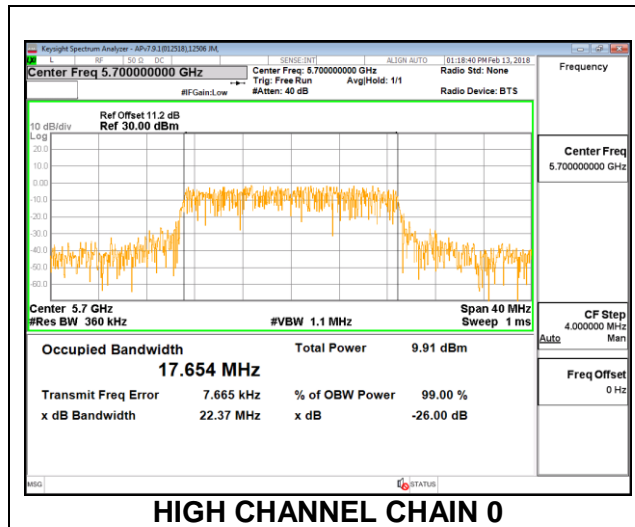 Keysight Spectrum Analyzer - APv7.9.1(012518),12506 JM,
L RF 50 Ω DC SENSE:INT ALIGN AUTO 01:18:40 PM Feb 13, 2018
Center Freq 5.700000000 GHz
Center Freq: 5.700000000 GHz Radio Std: None
Trig: Free Run Avg|Hold: 1/1
#IFGain:Low #Atten: 40 dB Radio Device: BTS
Frequency
Ref Offset 11.2 dB
10 dB/div Ref 30.00 dBm
Log
20.0
10.0
0.00
-10.0
-20.0
-30.0
-40.0
-50.0
-60.0
Center Freq
5.700000000 GHz
Center 5.7 GHz Span 40 MHz
#Res BW 360 kHz #VBW 1.1 MHz Sweep 1 ms
CF Step
4.000000 MHz
Auto Man
Occupied Bandwidth Total Power 9.91 dBm
17.654 MHz
Freq Offset
0 Hz
Transmit Freq Error 7.665 kHz % of OBW Power 99.00 %
x dB Bandwidth 22.37 MHz x dB -26.00 dB
MSG STATUS
HIGH CHANNEL CHAIN 0